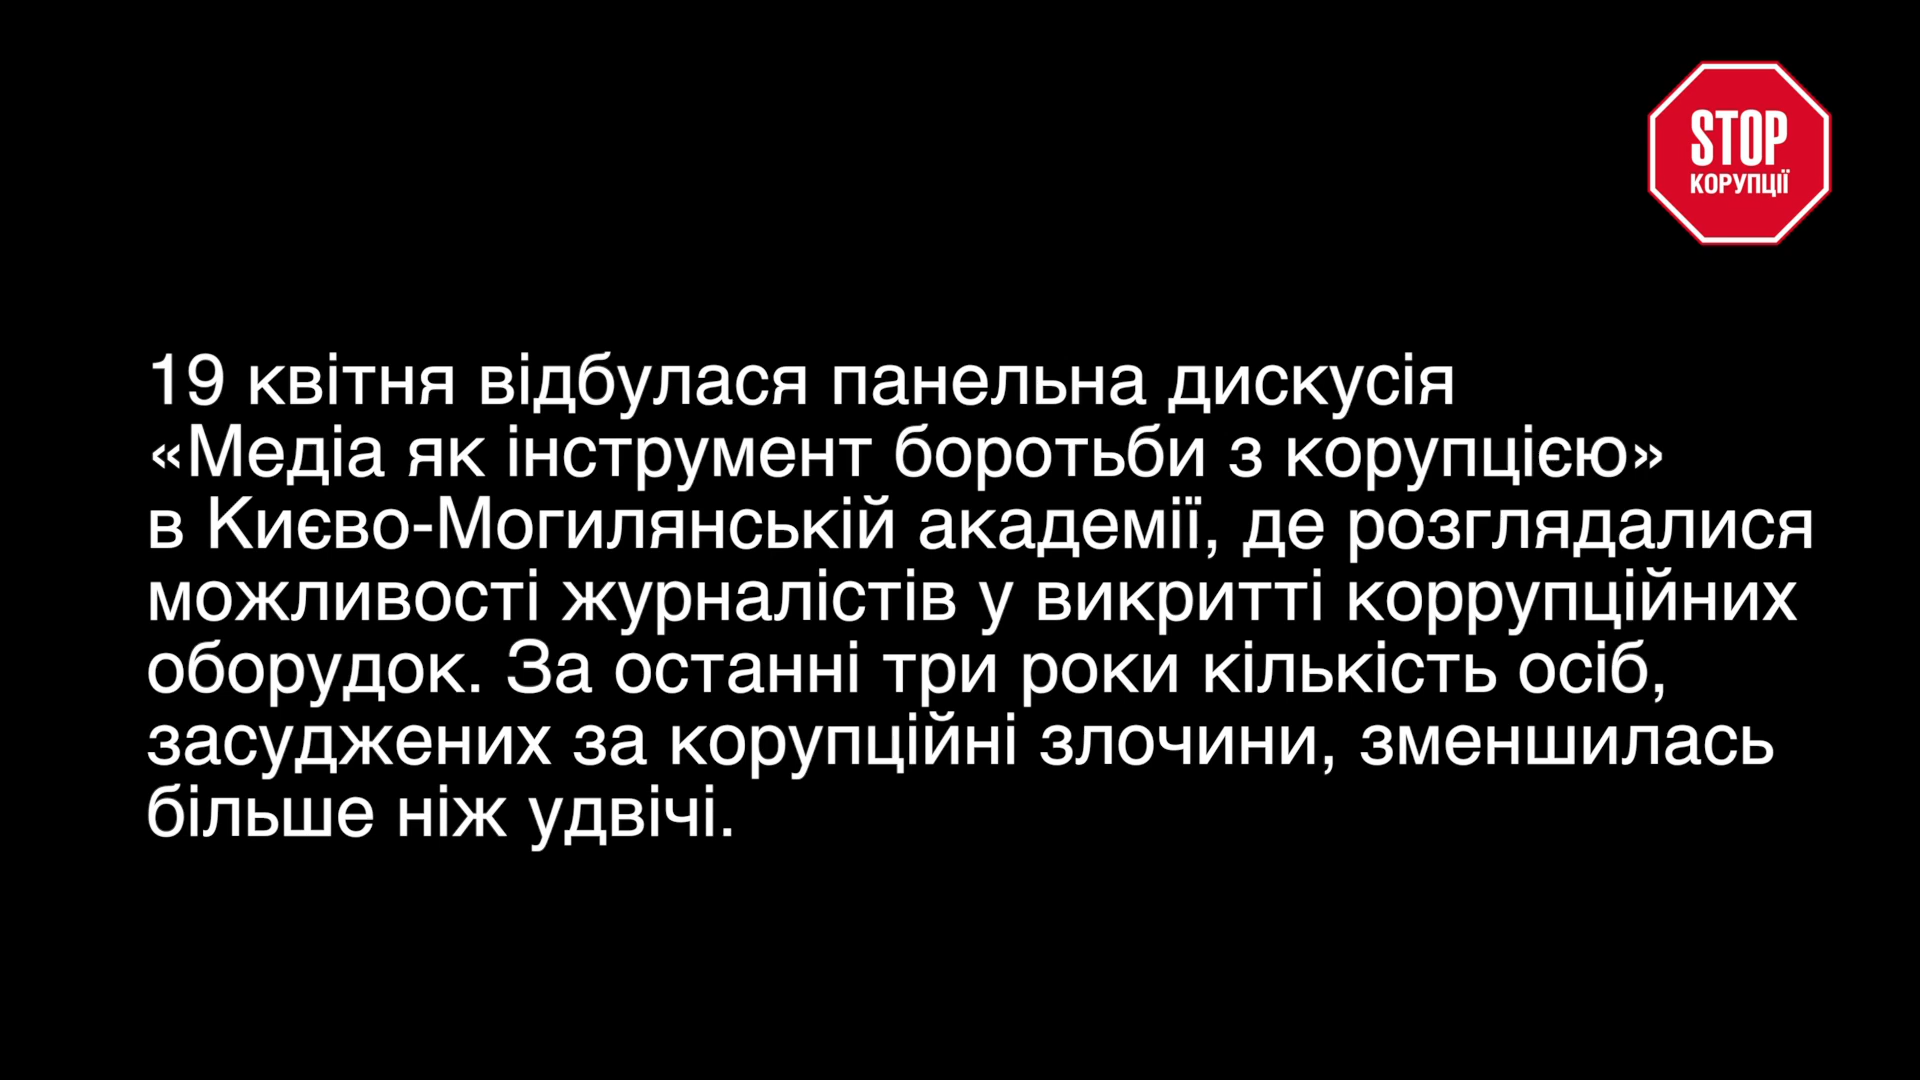 STOP
КОРУПЦІЇ
19 квітня відбулася панельна дискусія
«Медіа як інструмент боротьби з корупцією»
в Києво-Могилянській академії, де розглядалися
можливості журналістів у викритті коррупційних
оборудок. За останні три роки кількість осіб,
засуджених за корупційні злочини, зменшилась
більше ніж удвічі.